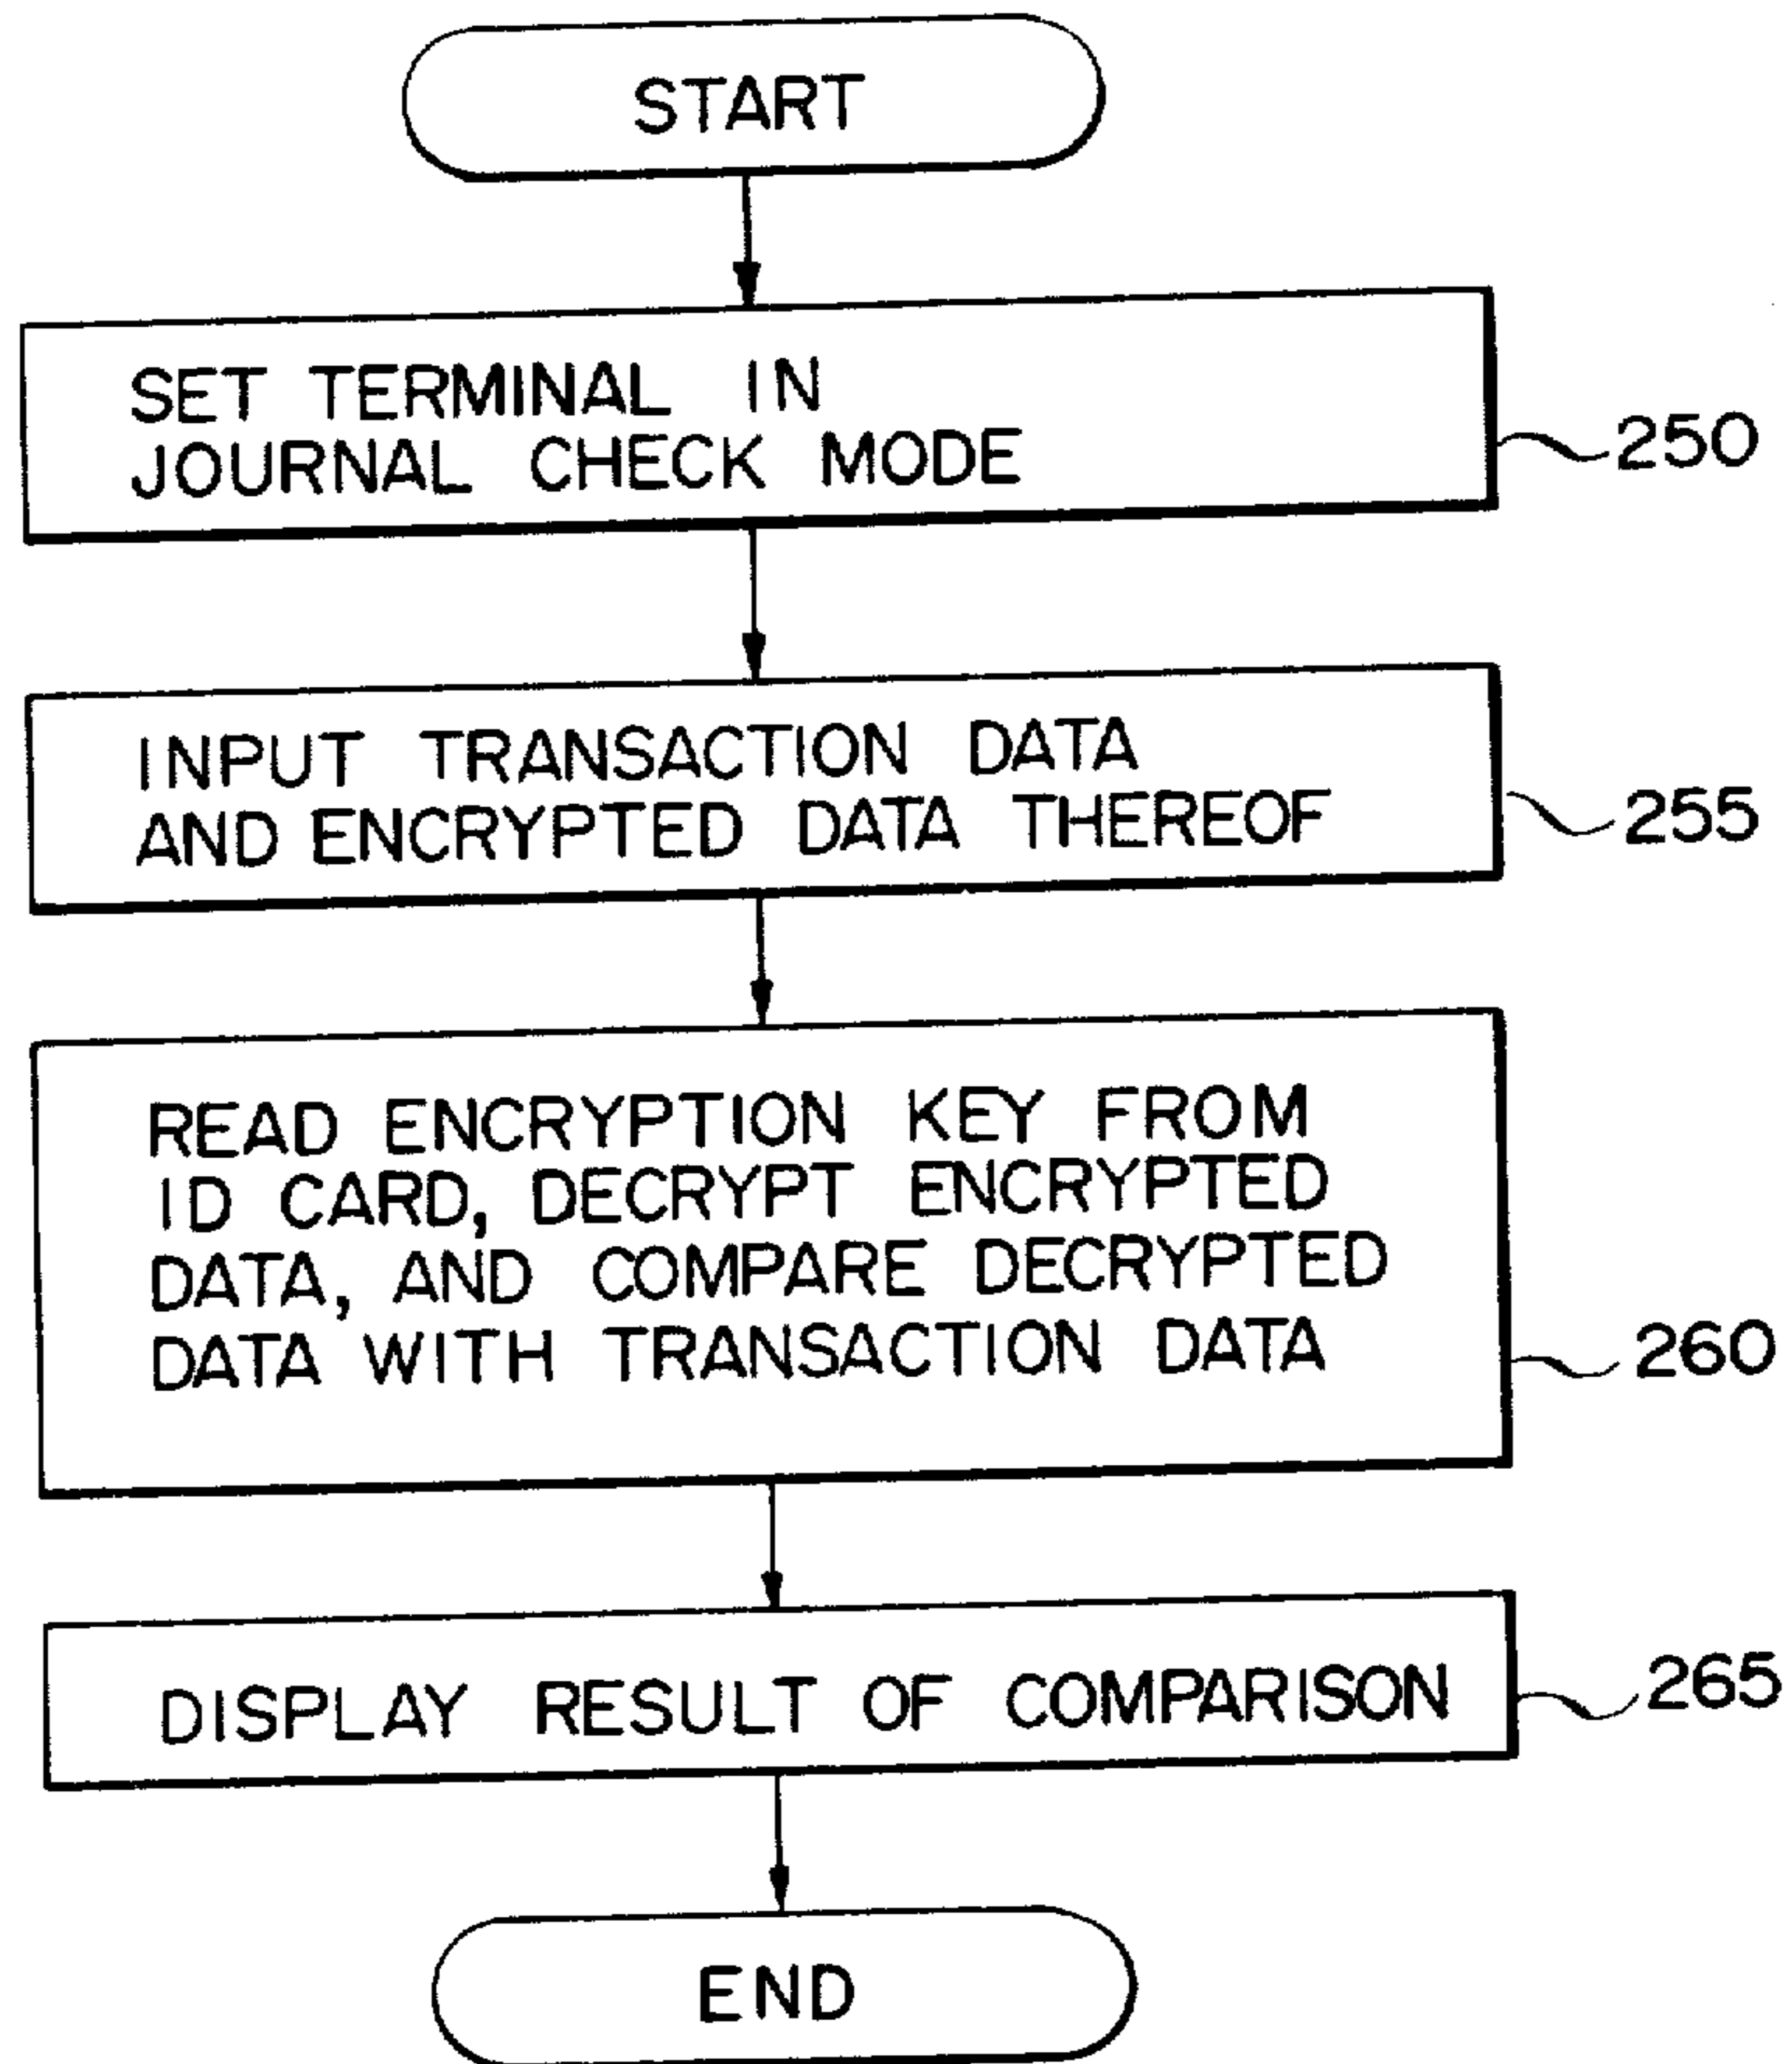 START
SET TERMINAL IN
JOURNAL CHECK MODE
250
INPUT TRANSACTION DATA
AND ENCRYPTED DATA THEREOF
255
READ ENCRYPTION KEY FROM
ID CARD, DECRYPT ENCRYPTED
DATA, AND COMPARE DECRYPTED
DATA WITH TRANSACTION DATA
260
DISPLAY RESULT OF COMPARISON
265
END